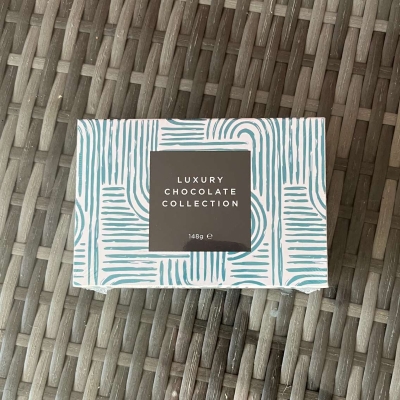 LUXURY
CHOCOLATE
COLLECTION
148g ℮